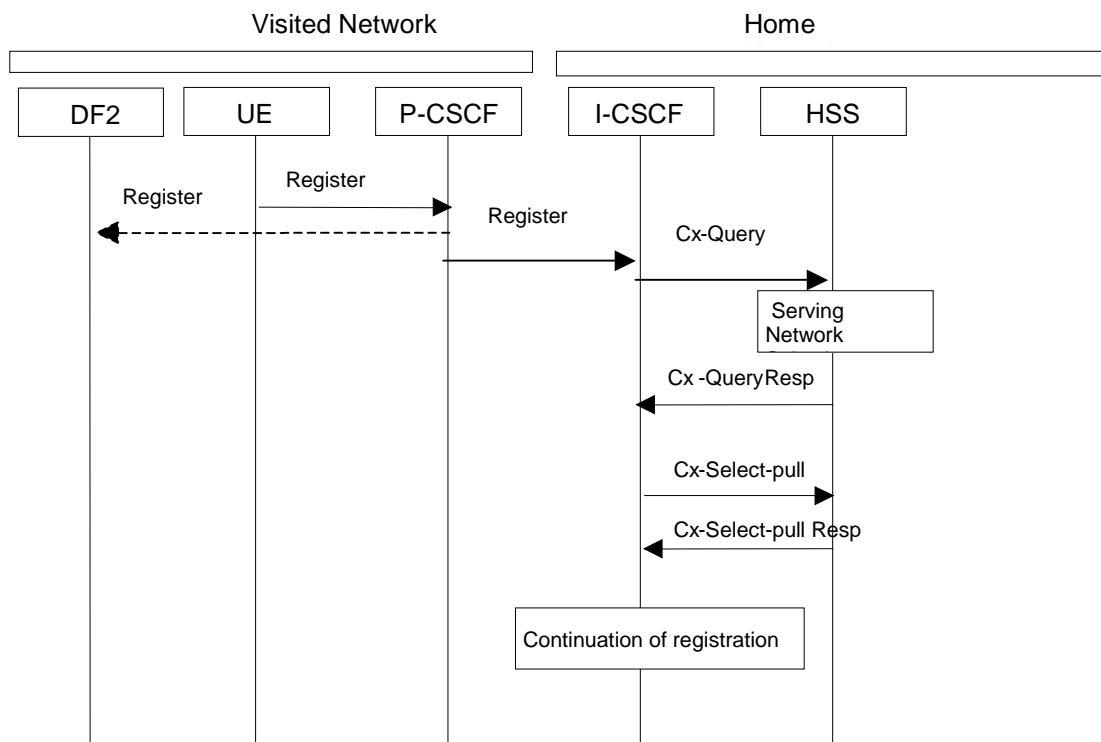 Visited Network
Home
DF2
UE
P-CSCF
I-CSCF
HSS
Register
Register
Register
Cx-Query
Serving
Network
Cx -QueryResp
Cx-Select-pull
Cx-Select-pull Resp
Continuation of registration